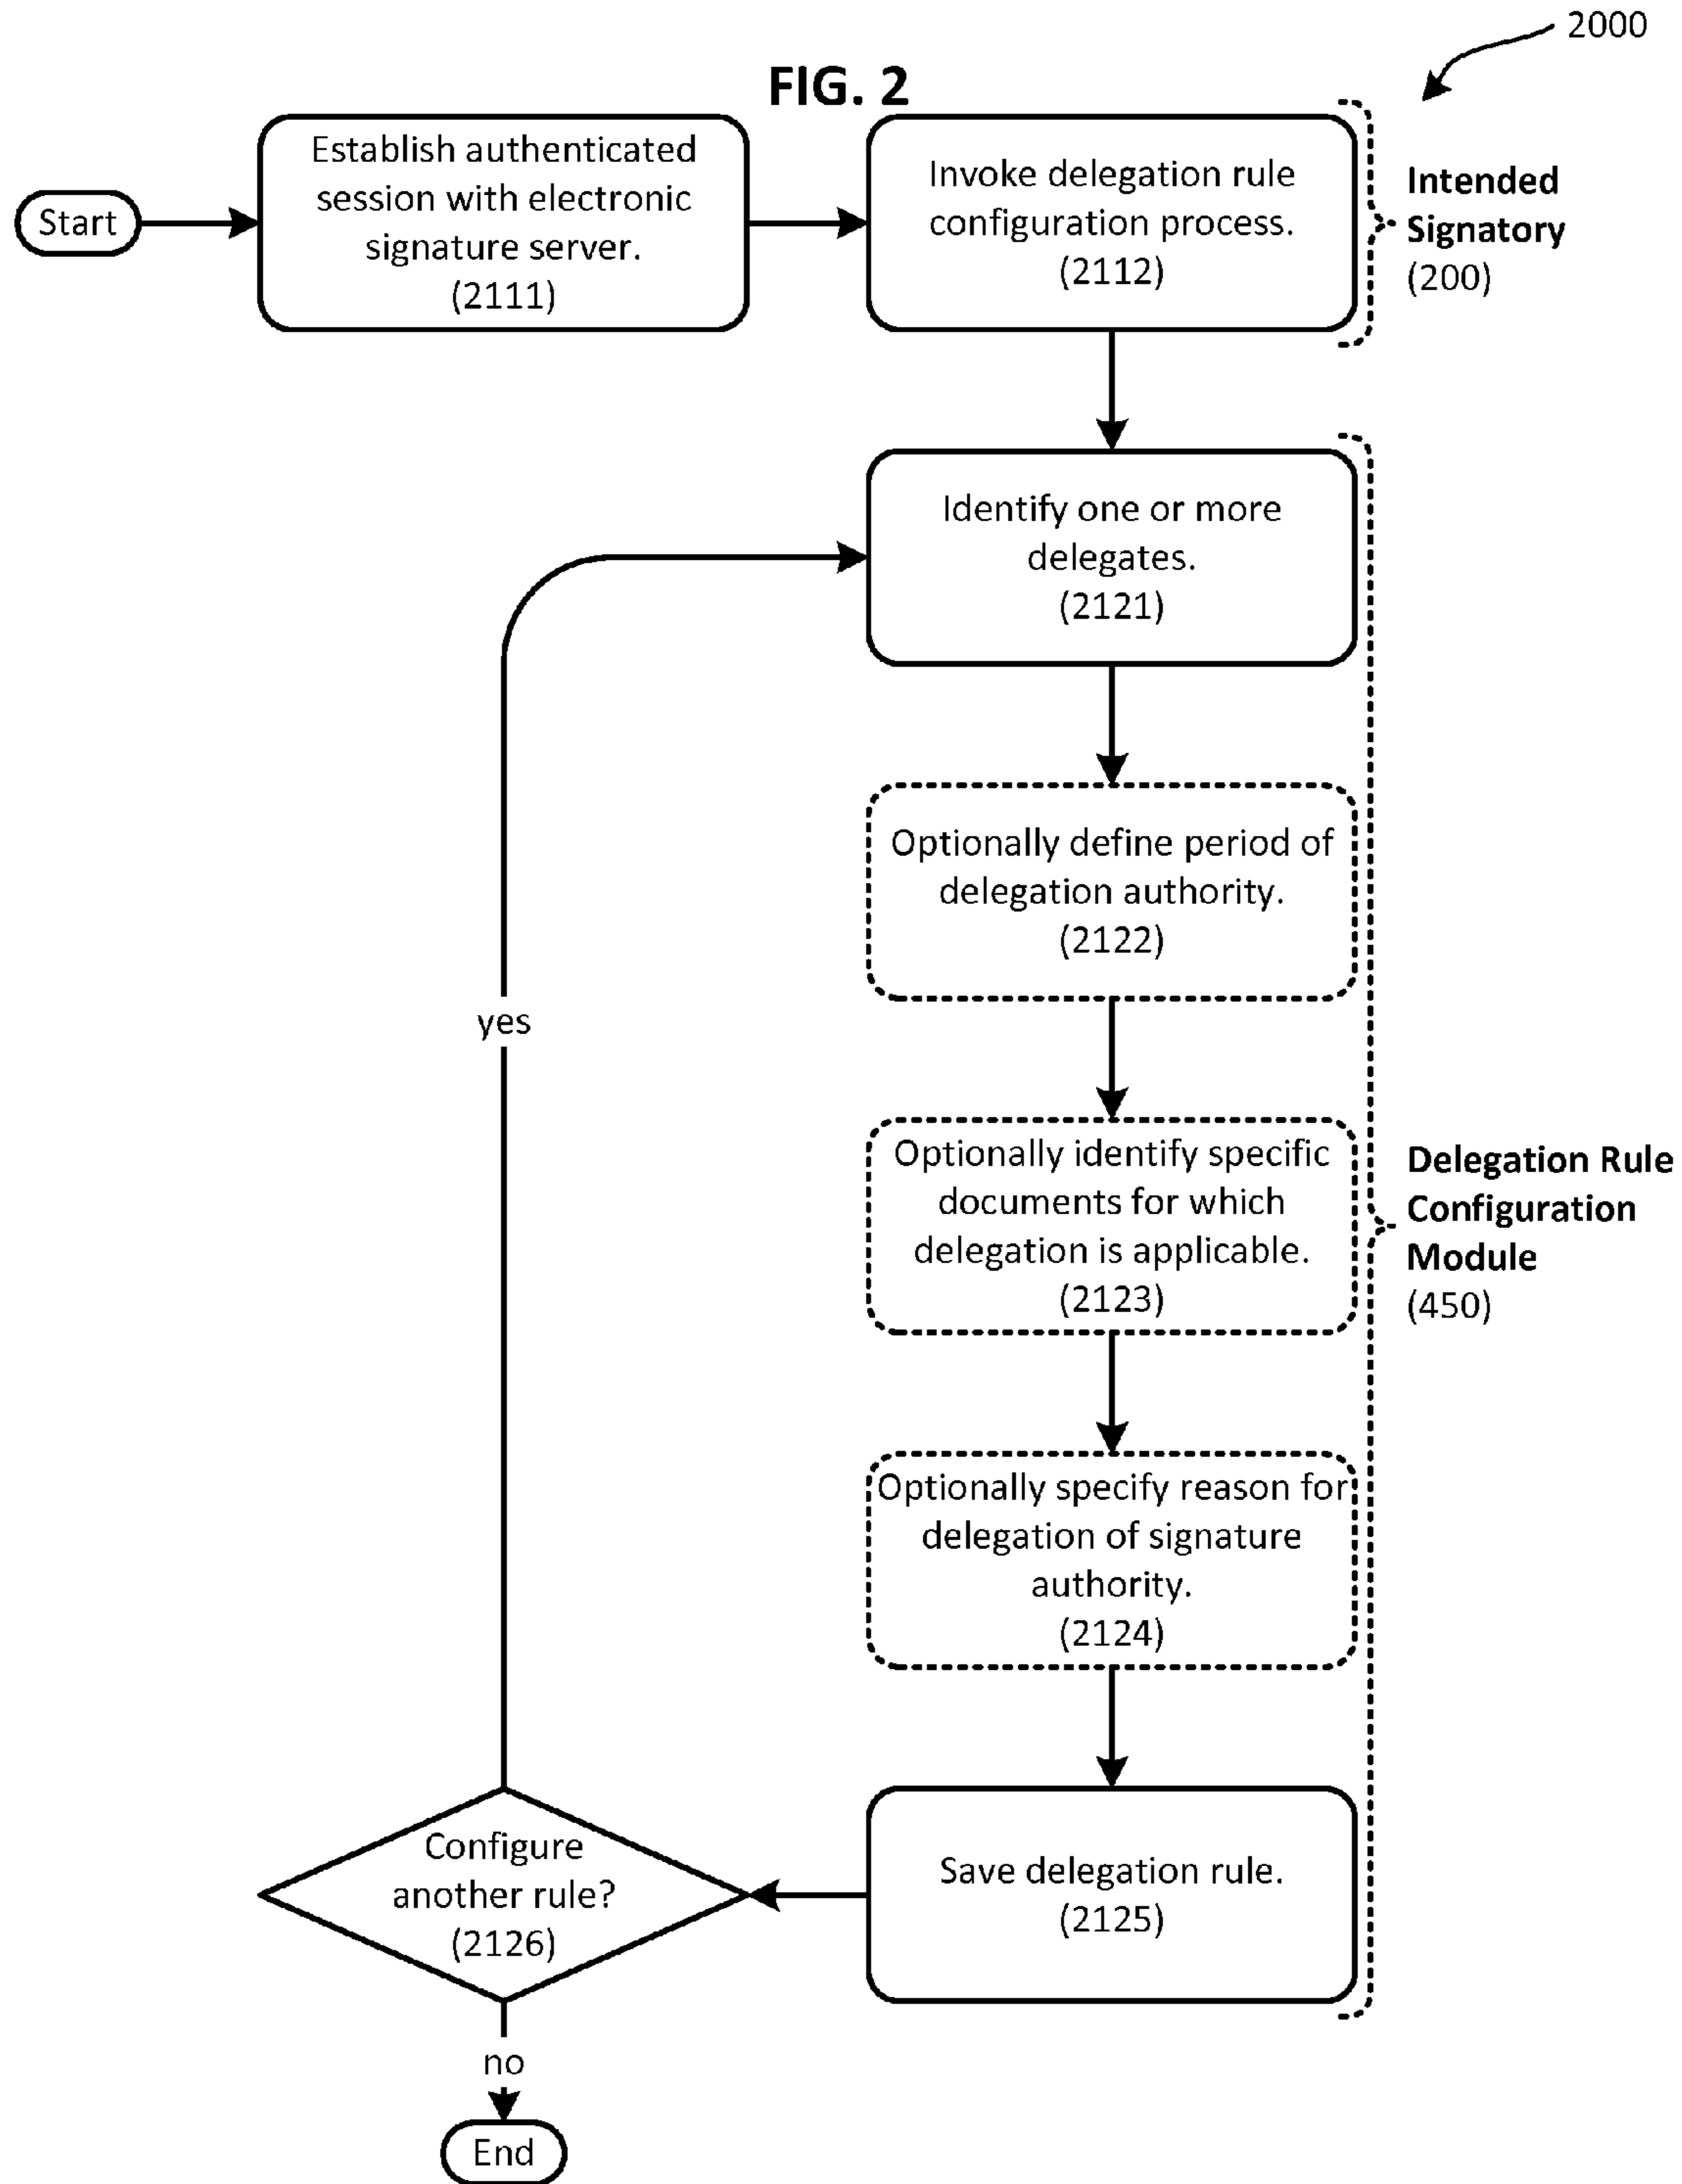 2000
FIG. 2
Start
Establish authenticated
session with electronic
signature server.
(2111)
Invoke delegation rule
configuration process.
(2112)
Intended
Signatory
(200)
Identify one or more
delegates.
(2121)
Optionally define period of
delegation authority.
(2122)
yes
Optionally identify specific
documents for which
delegation is applicable.
(2123)
Delegation Rule
Configuration
Module
(450)
Optionally specify reason for
delegation of signature
authority.
(2124)
Save delegation rule.
(2125)
Configure
another rule?
(2126)
no
End